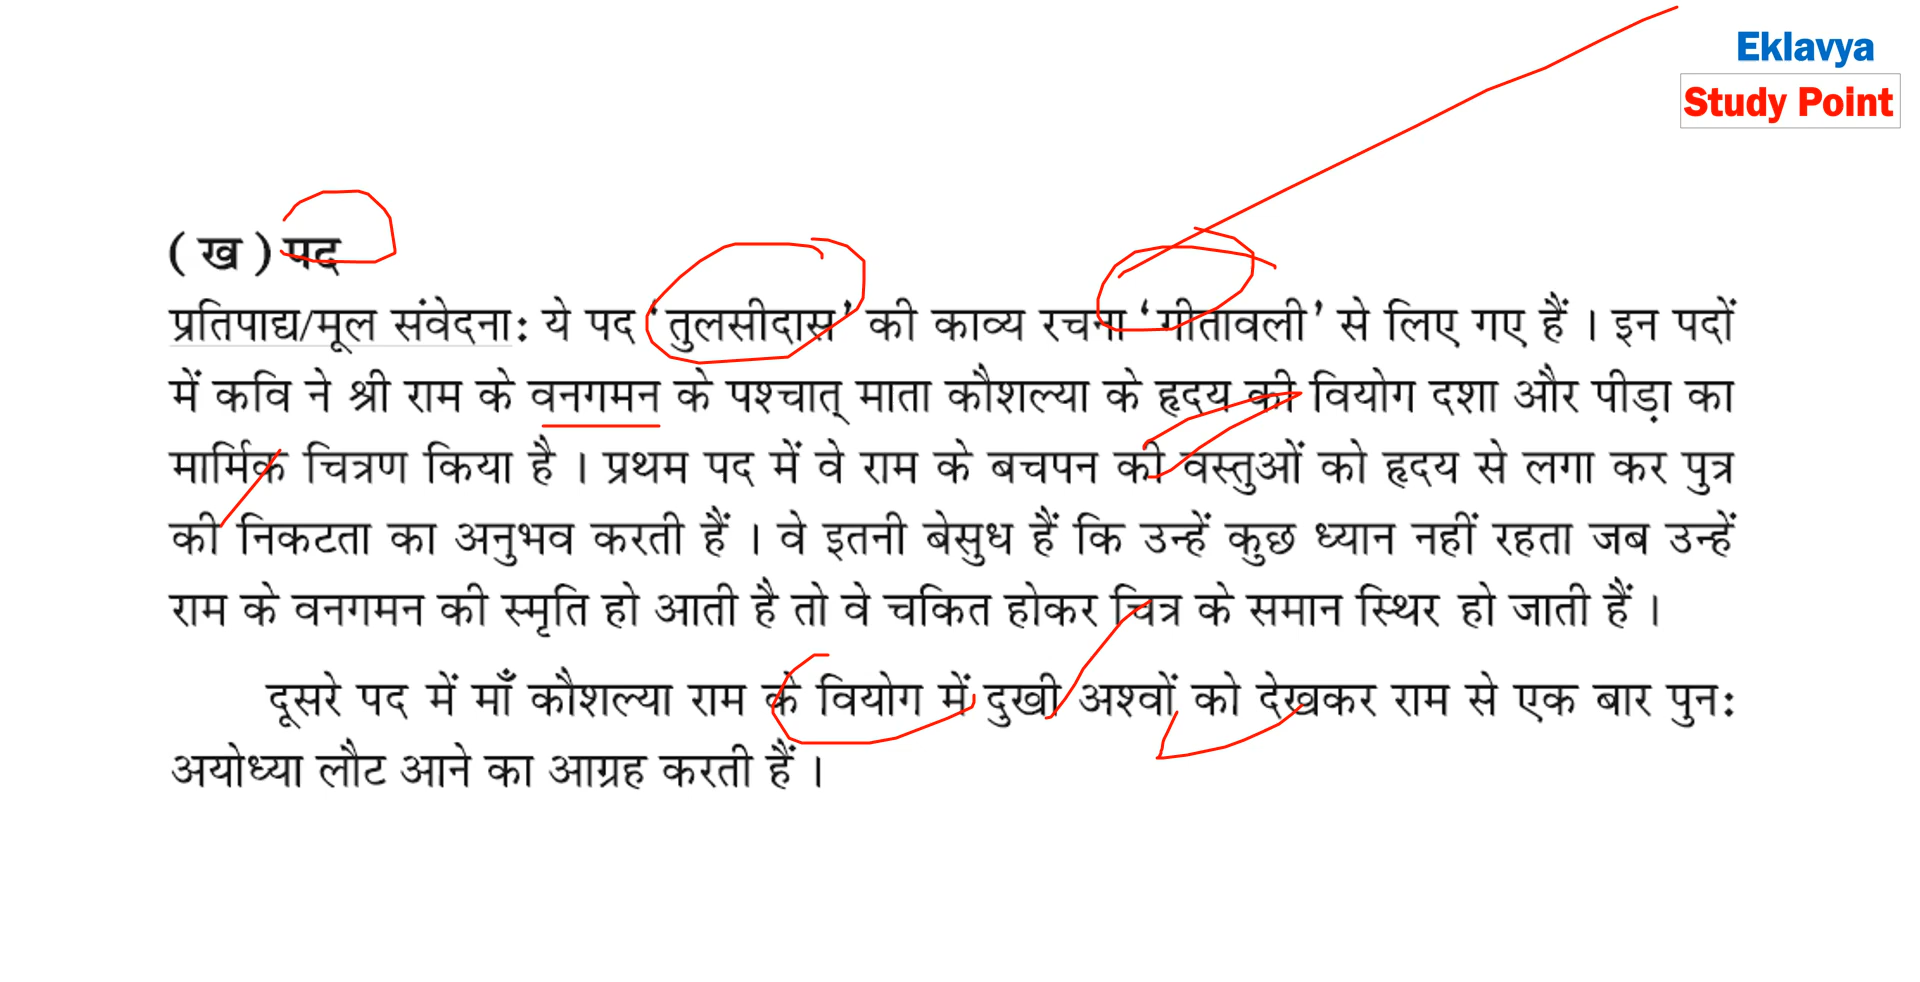 Eklavya
Study Point
( ख ) पद
प्रतिपाद्य/मूल संवेदना: ये पद 'तुलसीदास' की काव्य रचना 'गीतावली' से लिए गए हैं । इन पदों
में कवि ने श्री राम के वनगमन के पश्चात् माता कौशल्या के हृदय की वियोग दशा और पीड़ा का
मार्मिक चित्रण किया है । प्रथम पद में वे राम के बचपन की वस्तुओं को हृदय से लगा कर पुत्र
की निकटता का अनुभव करती हैं । वे इतनी बेसुध हैं कि उन्हें कुछ ध्यान नहीं रहता जब उन्हें
राम के वनगमन की स्मृति हो आती है तो वे चकित होकर चित्र के समान स्थिर हो जाती हैं ।
दूसरे पद में माँ कौशल्या राम के वियोग में दुखी अश्वों को देखकर राम से एक बार पुन:
अयोध्या लौट आने का आग्रह करती हैं ।